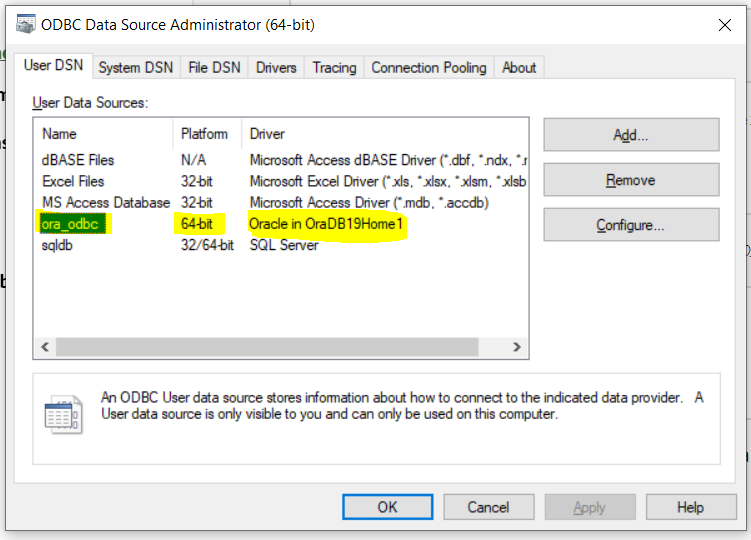 ODBC Data Source Administrator (64-bit)
User DSN System DSN File DSN Drivers Tracing Connection Pooling About
User Data Sources:
Name Platform Driver
dBASE Files N/A Microsoft Access dBASE Driver (*.dbf, *.ndx, *.r
Excel Files 32-bit Microsoft Excel Driver (*.xls, *.xlsx, *.xlsm, *.xlsb
MS Access Database 32-bit Microsoft Access Driver (*.mdb, *.accdb)
ora_odbc 64-bit Oracle in OraDB19Home1
sqldb 32/64-bit SQL Server
Add...
Remove
Configure...
An ODBC User data source stores information about how to connect to the indicated data provider. A
User data source is only visible to you and can only be used on this computer.
OK Cancel Apply Help